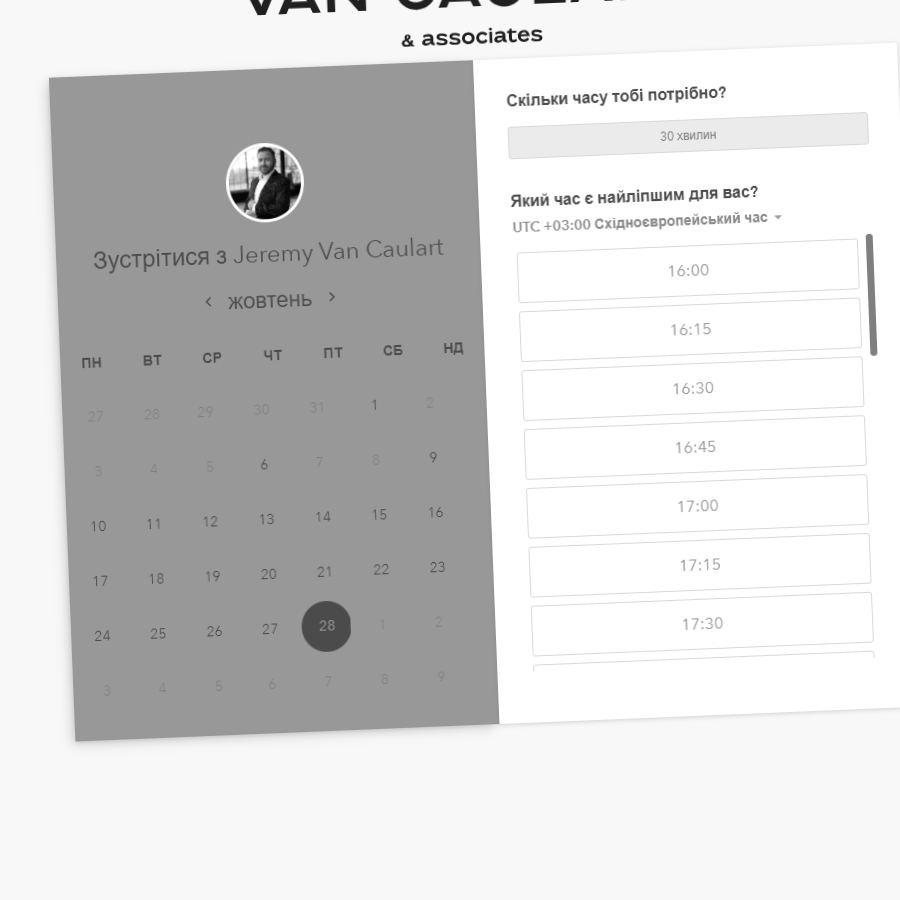 & associates
Зустрітися з Jeremy Van Caulart
жовтень
ПН ВТ СР ЧТ ПТ СБ НД
27 28 29 30 31 1 2
3 4 5 6 7 8 9
10 11 12 13 14 15 16
17 18 19 20 21 22 23
24 25 26 27 28 1 2
3 4 5 6 7 8 9
Скільки часу тобі потрібно?
30 хвилин
Який час є найліпшим для вас?
UTC +03:00 Східноєвропейський час
16:00
16:15
16:30
16:45
17:00
17:15
17:30